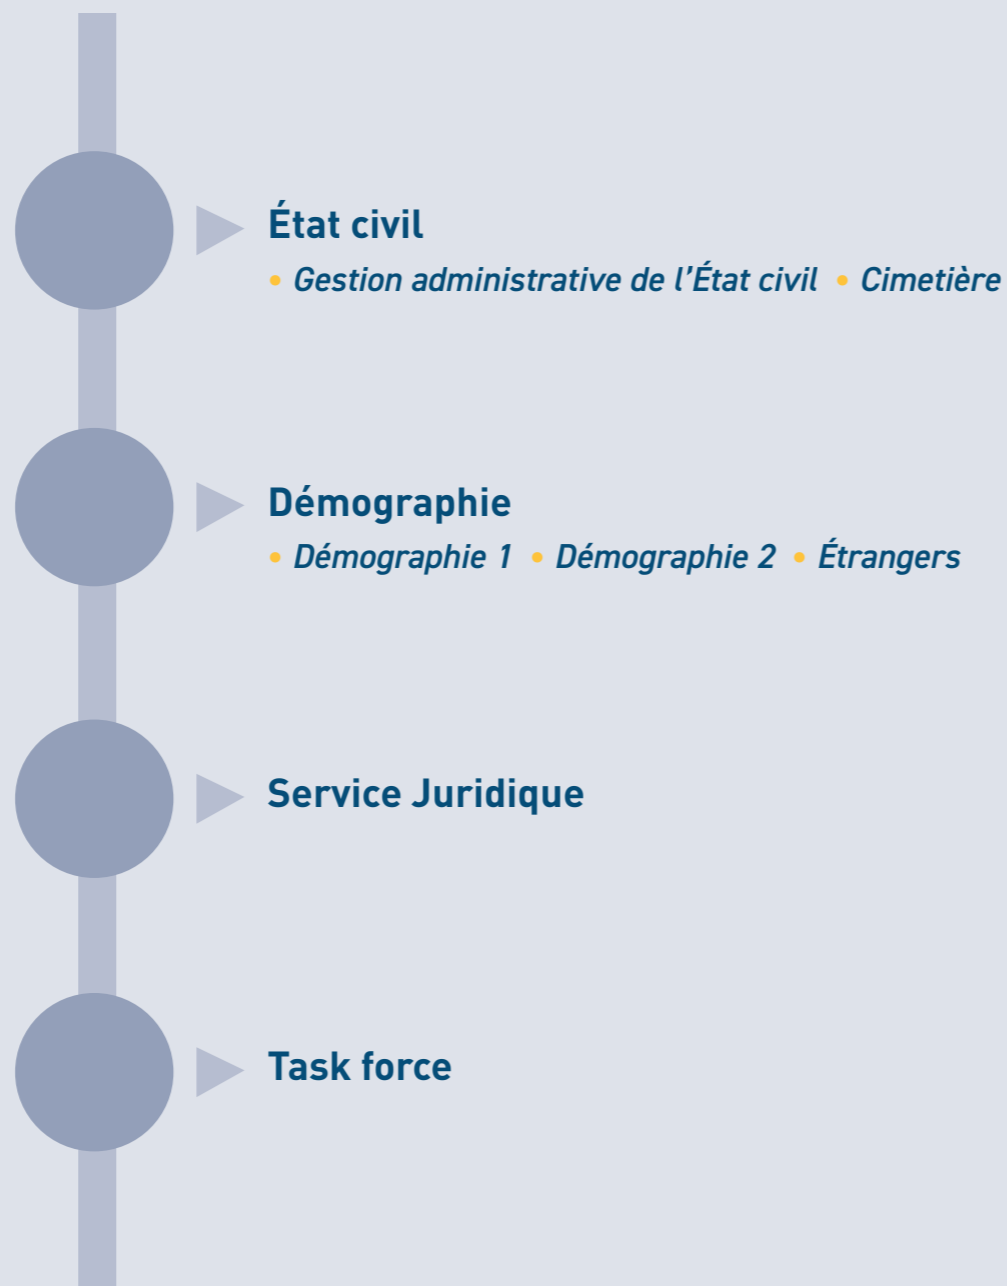 État civil
• Gestion administrative de l’État civil • Cimetière
Démographie
• Démographie 1 • Démographie 2 • Étrangers
Service Juridique
Task force